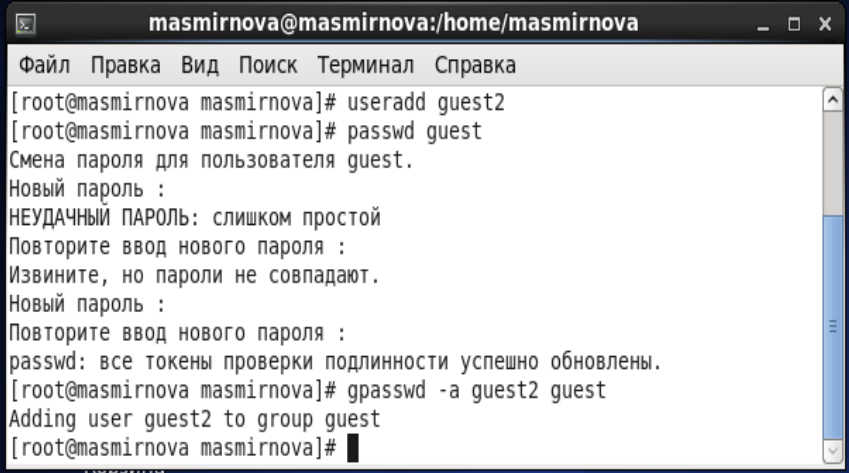 masmirnova@masmirnova:/home/masmirnova
Файл Правка Вид Поиск Терминал Справка
[root@masmirnova masmirnova]# useradd guest2
[root@masmirnova masmirnova]# passwd guest
Смена пароля для пользователя guest.
Новый пароль :
НЕУДАЧНЫЙ ПАРОЛЬ: слишком простой
Повторите ввод нового пароля :
Извините, но пароли не совпадают.
Новый пароль :
Повторите ввод нового пароля :
passwd: все токены проверки подлинности успешно обновлены.
[root@masmirnova masmirnova]# gpasswd -a guest2 guest
Adding user guest2 to group guest
[root@masmirnova masmirnova]#